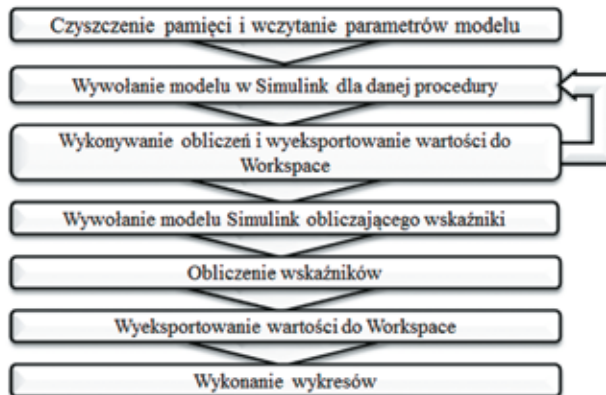 Czyszczenie pamięci i wczytanie parametrów modelu
Wywołanie modelu w Simulink dla danej procedury
Wykonywanie obliczeń i wyeksportowanie wartości do
Workspace
Wywołanie modelu Simulink obliczającego wskaźniki
Obliczenie wskaźników
Wyeksportowanie wartości do Workspace
Wykonanie wykresów